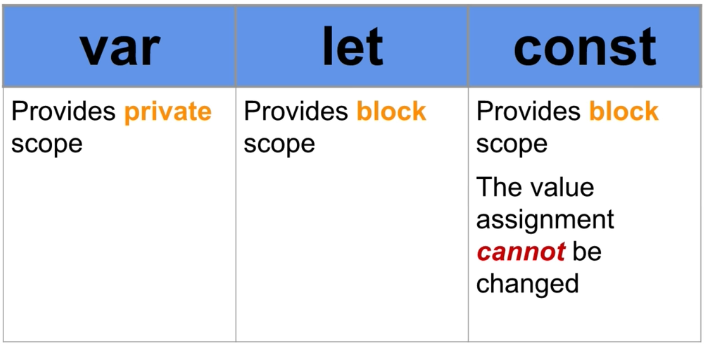 var
let
const
Provides private
scope
Provides block
scope
Provides block
scope
The value
assignment
cannot be
changed